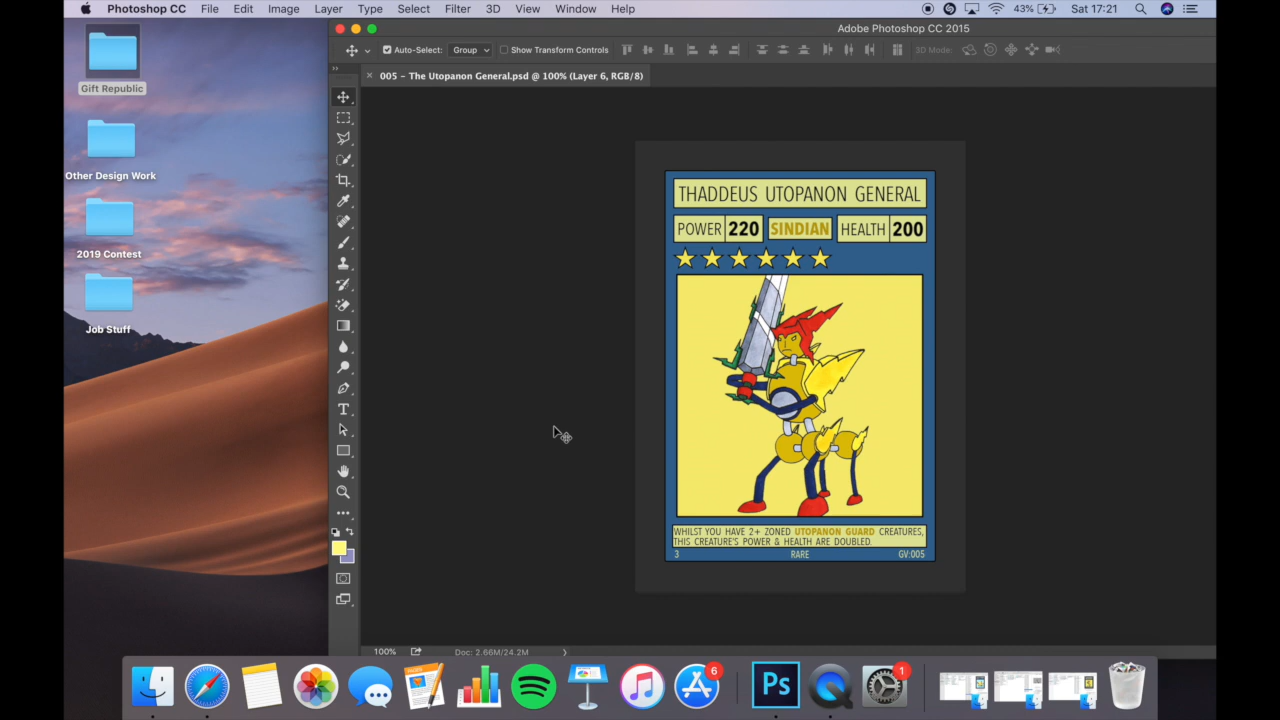 Photoshop CC File Edit Image Layer Type Select Filter 3D View Window Help 43% Sat 17:21
Adobe Photoshop CC 2015
Auto-Select: Group Show Transform Controls 3D Mode:
005 – The Utopanon General.psd @ 100% (Layer 6, RGB/8)
Gift Republic
Other Design Work
2019 Contest
Job Stuff
THADDEUS UTOPANON GENERAL
POWER 220 SINDIAN HEALTH 200
WHILST YOU HAVE 2+ ZONED UTOPANON GUARD CREATURES,
THIS CREATURE'S POWER & HEALTH ARE DOUBLED.
3 RARE GV:005
100% Doc: 2.66M/24.2M
6
Ps
1